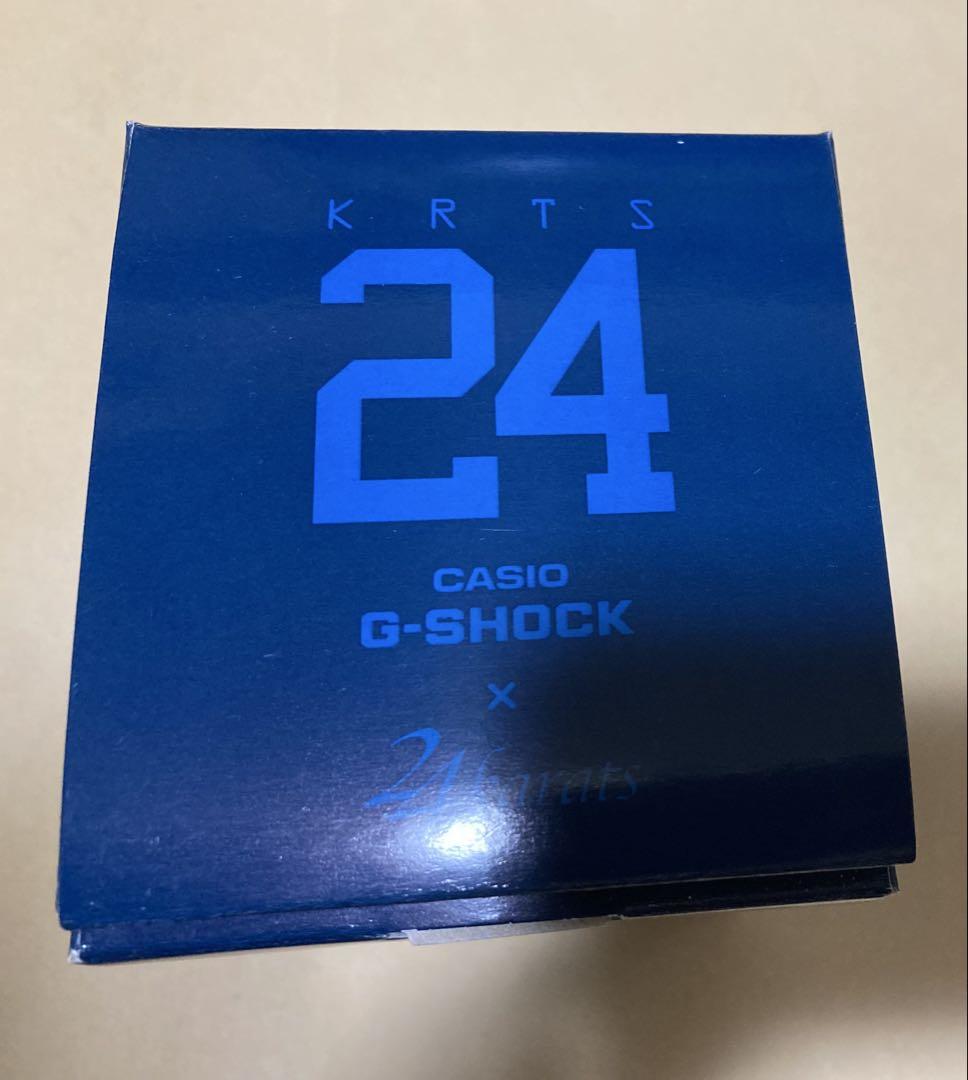 KRTS
24
CASIO
G-SHOCK
×
24karats